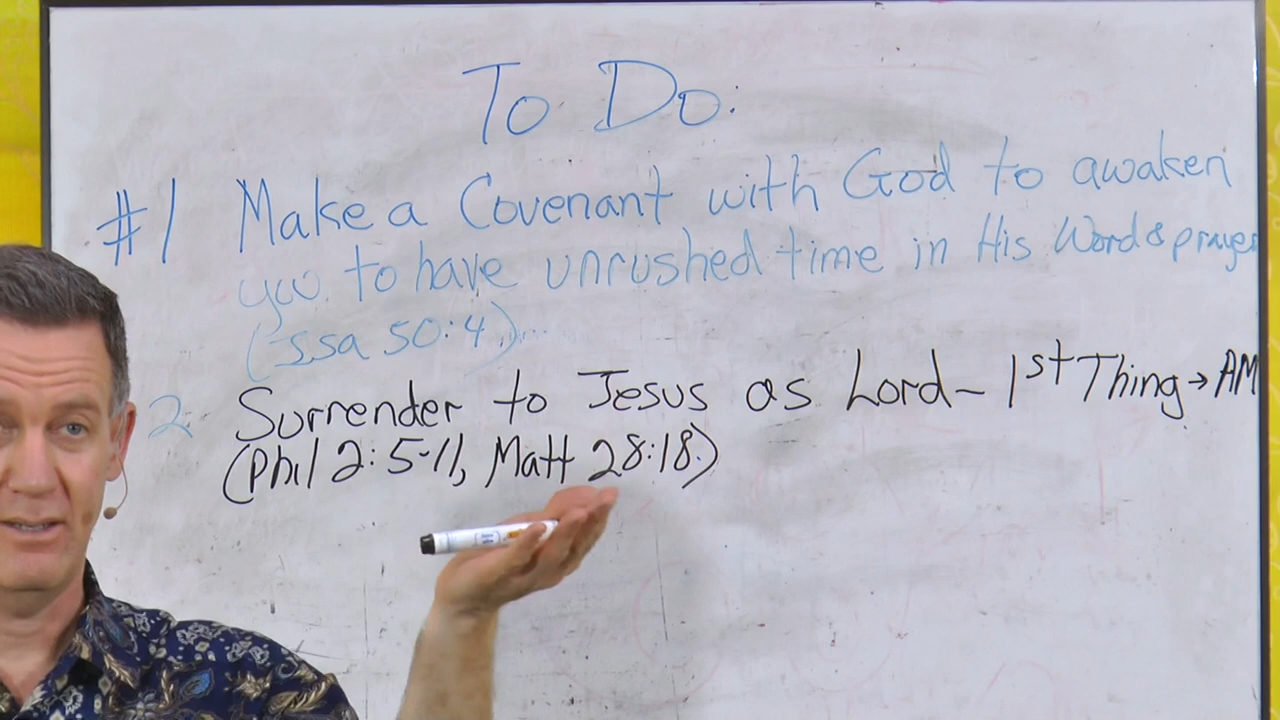 To Do:
#1 Make a Covenant with God to awaken
you to have unrushed time in His Word & prayer
(Issa 50:4)
2 Surrender to Jesus as Lord - 1st Thing → AM
(Phil 2:5-11, Matt 28:18)